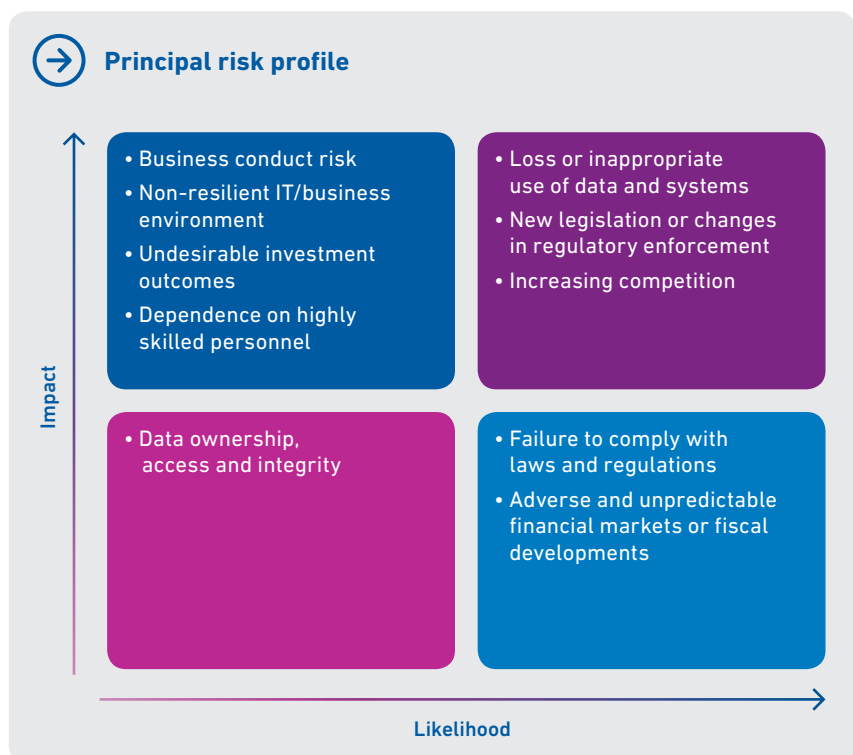 Principal risk profile
• Business conduct risk
• Non-resilient IT/business
environment
• Undesirable investment
outcomes
• Dependence on highly
skilled personnel
• Loss or inappropriate
use of data and systems
• New legislation or changes
in regulatory enforcement
• Increasing competition
Impact
• Data ownership,
access and integrity
• Failure to comply with
laws and regulations
• Adverse and unpredictable
financial markets or fiscal
developments
Likelihood